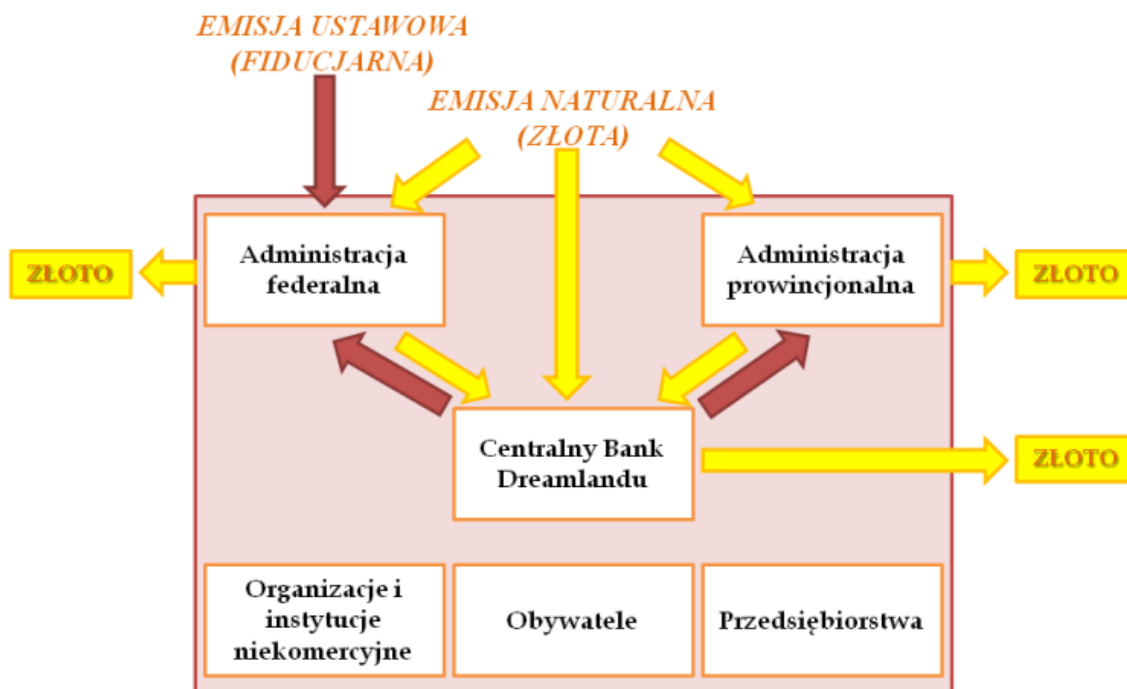 EMISJA USTAWOWA
(FIDUCJARNA)
EMISJA NATURALNA
(ZŁOTA)
Administracja
federalna
Administracja
prowincjonalna
ZŁOTO
ZŁOTO
Centralny Bank
Dreamlandu
ZŁOTO
Organizacje i
instytucje
niekomercyjne
Obywatele
Przedsiębiorstwa